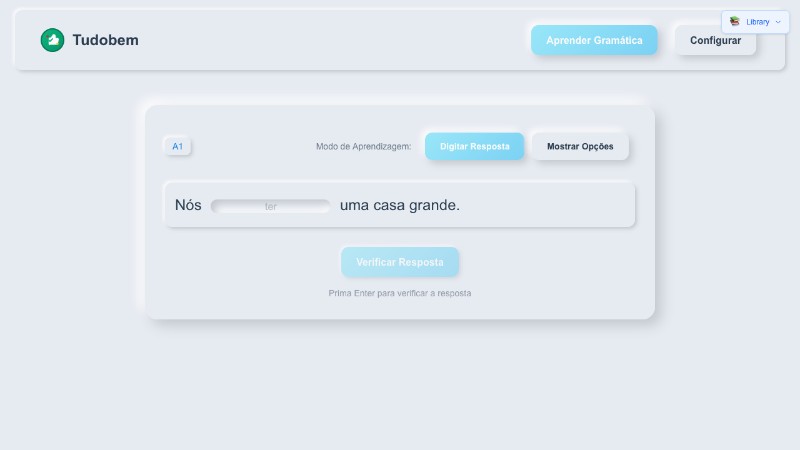 Tudobem
Aprender Gramática
Configurar
Library
A1
Modo de Aprendizagem:
Digitar Resposta
Mostrar Opções
Nós ter uma casa grande.
Verificar Resposta
Prima Enter para verificar a resposta